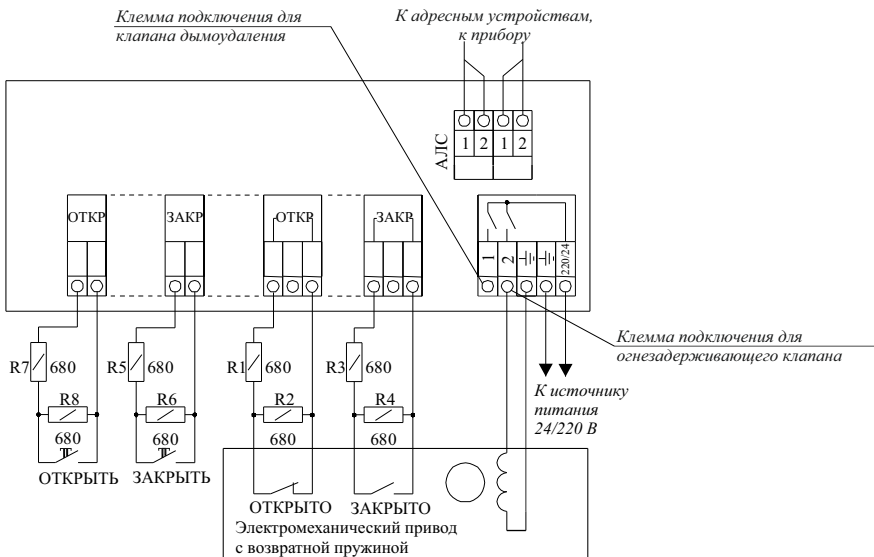 Клемма подключения для
клапана дымоудаления
К адресным устройствам,
к прибору
АЛС
1 2 1 2
ОТКР
ЗАКР
ОТКР
ЗАКР
1 2 220/24
Клемма подключения для
огнезадерживающего клапана
R7 680
R5 680
R1 680
R3 680
R8
R6
R2
R4
К источнику
питания
24/220 В
680
680
680
680
ОТКРЫТЬ
ЗАКРЫТЬ
ОТКРЫТО
ЗАКРЫТО
Электромеханический привод
с возвратной пружиной